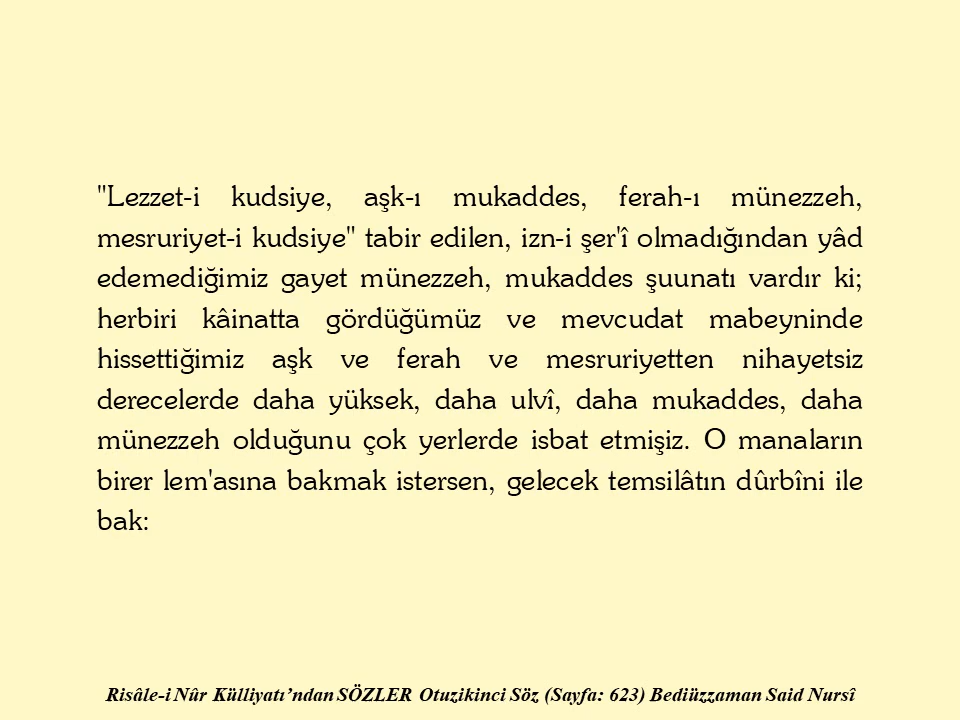 "Lezzet-i kudsiye, aşk-ı mukaddes, ferah-ı münezzeh,
mesruriyet-i kudsiye" tabir edilen, izn-i şer'î olmadığından yâd
edemediğimiz gayet münezzeh, mukaddes şuunatı vardır ki;
herbiri kâinatta gördüğümüz ve mevcudat mabeyninde
hissettiğimiz aşk ve ferah ve mesruriyetten nihayetsiz
derecelerde daha yüksek, daha ulvî, daha mukaddes, daha
münezzeh olduğunu çok yerlerde isbat etmişiz. O manaların
birer lem'asına bakmak istersen, gelecek temsilâtın dûrbîni ile
bak:
Risâle-i Nûr Külliyatı’ndan SÖZLER Otuzikinci Söz (Sayfa: 623) Bediüzzaman Said Nursî